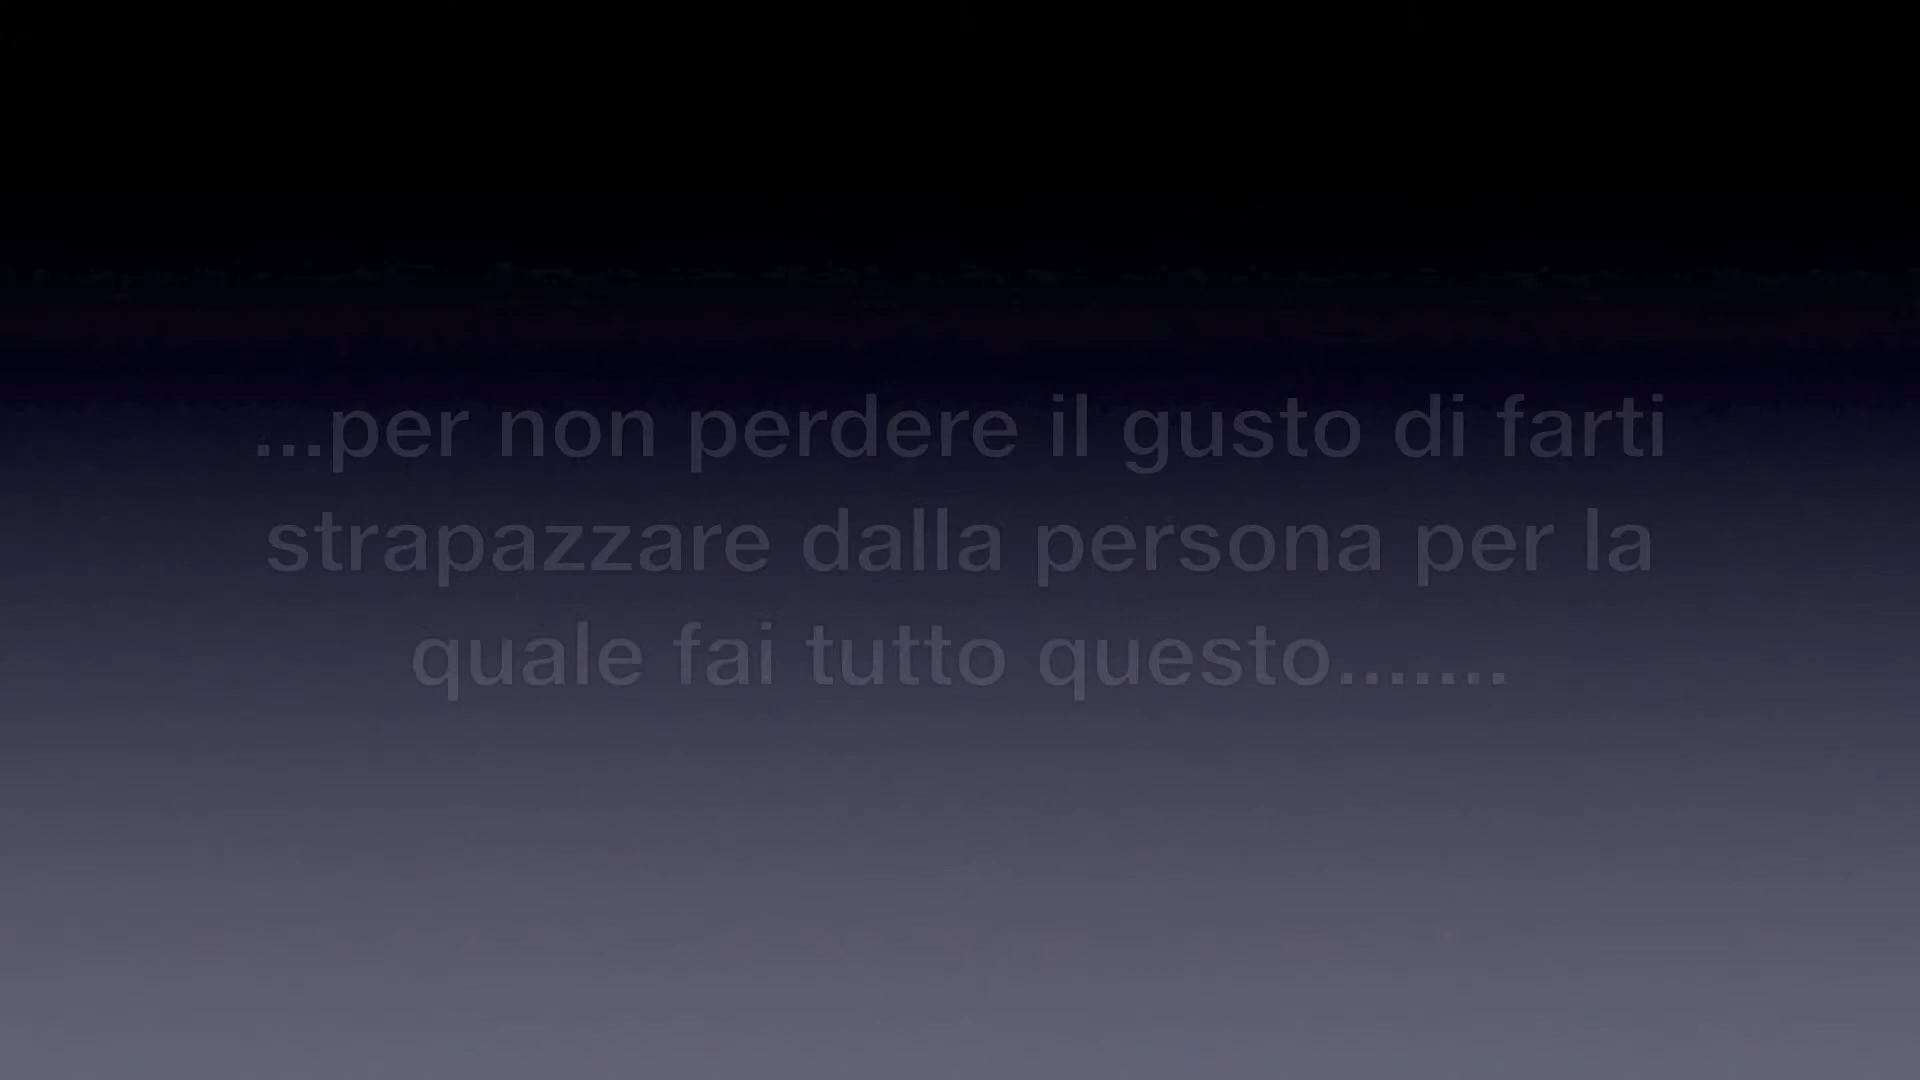 ...per non perdere il gusto di farti
strapazzare dalla persona per la
quale fai tutto questo.......